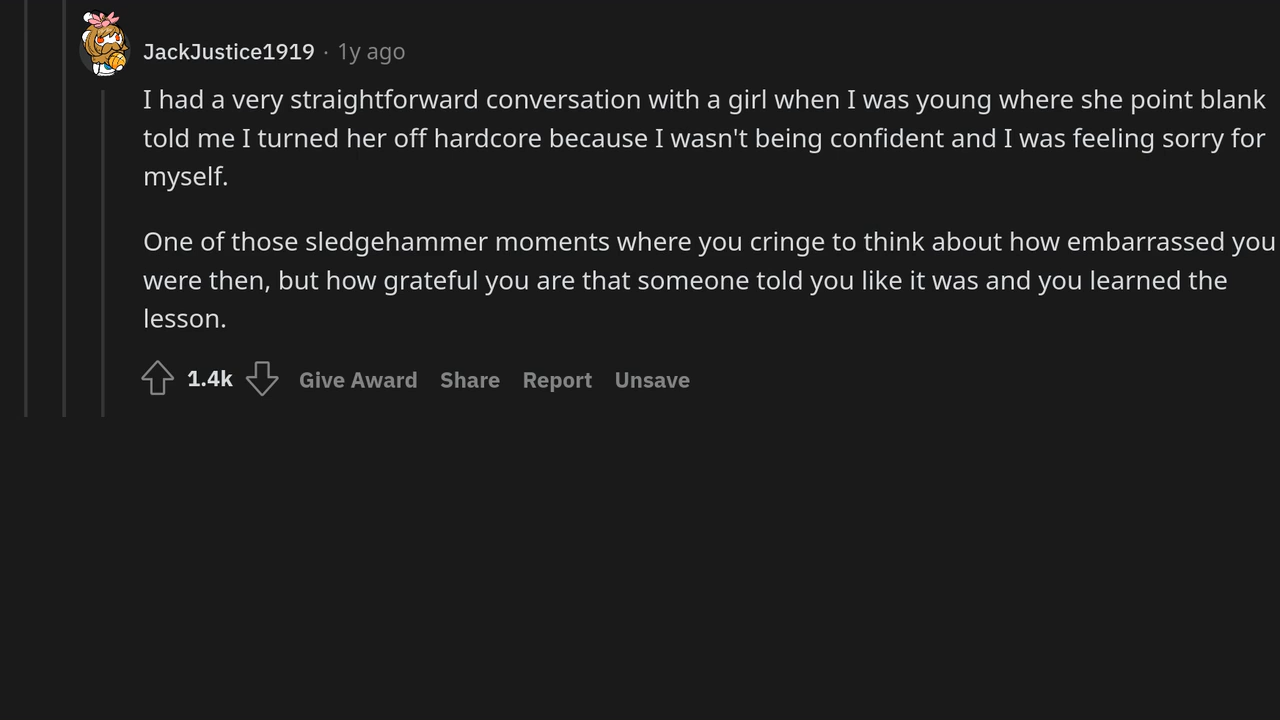 JackJustice1919 · 1y ago
I had a very straightforward conversation with a girl when I was young where she point blank
told me I turned her off hardcore because I wasn't being confident and I was feeling sorry for
myself.
One of those sledgehammer moments where you cringe to think about how embarrassed you
were then, but how grateful you are that someone told you like it was and you learned the
lesson.
1.4k Give Award Share Report Unsave